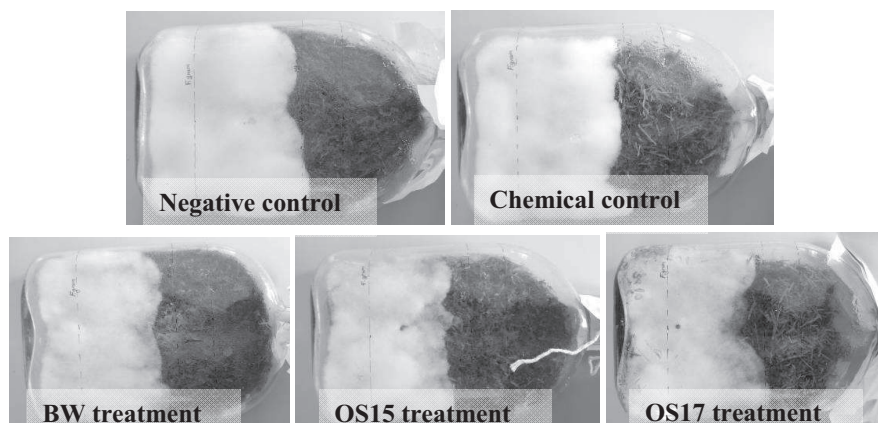 Negative control
Chemical control
BW treatment
OS15 treatment
OS17 treatment